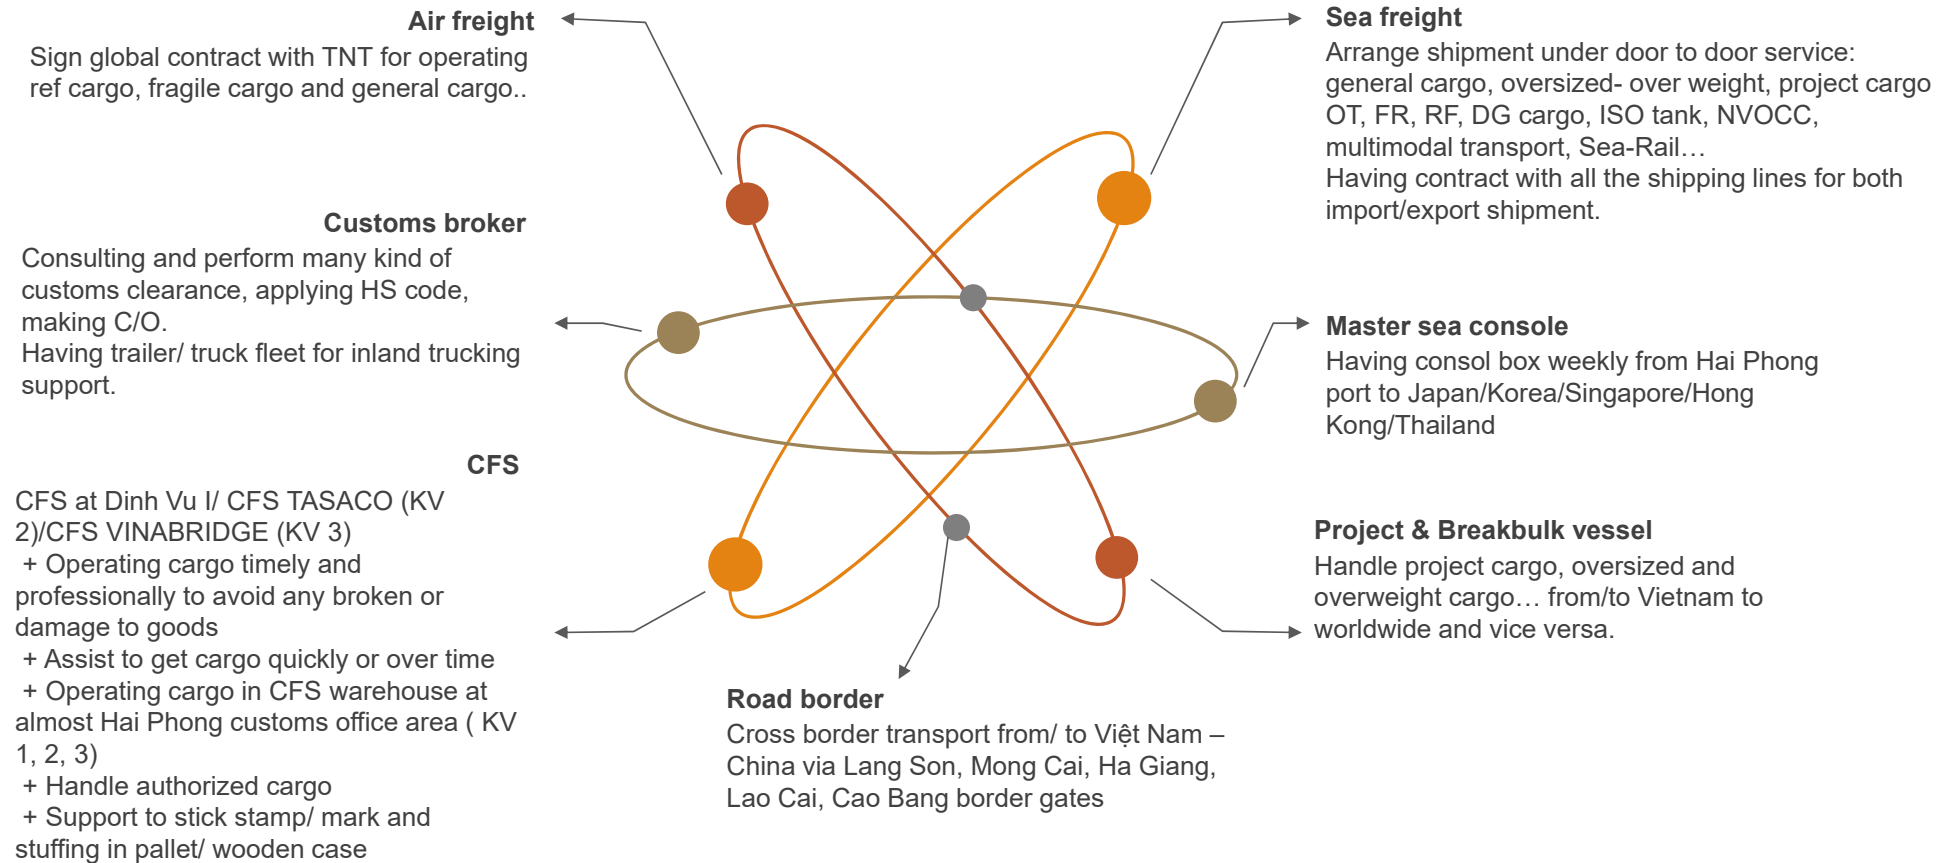 Air freight
Sign global contract with TNT for operating
ref cargo, fragile cargo and general cargo..
Customs broker
Consulting and perform many kind of
customs clearance, applying HS code,
making C/O.
Having trailer/ truck fleet for inland trucking
support.
CFS
CFS at Dinh Vu I/ CFS TASACO (KV
2)/CFS VINABRIDGE (KV 3)
+ Operating cargo timely and
professionally to avoid any broken or
damage to goods
+ Assist to get cargo quickly or over time
+ Operating cargo in CFS warehouse at
almost Hai Phong customs office area ( KV
1, 2, 3)
+ Handle authorized cargo
+ Support to stick stamp/ mark and
stuffing in pallet/ wooden case
Road border
Cross border transport from/ to Việt Nam –
China via Lang Son, Mong Cai, Ha Giang,
Lao Cai, Cao Bang border gates
Sea freight
Arrange shipment under door to door service:
general cargo, oversized- over weight, project cargo
OT, FR, RF, DG cargo, ISO tank, NVOCC,
multimodal transport, Sea-Rail…
Having contract with all the shipping lines for both
import/export shipment.
Master sea console
Having consol box weekly from Hai Phong
port to Japan/Korea/Singapore/Hong
Kong/Thailand
Project & Breakbulk vessel
Handle project cargo, oversized and
overweight cargo… from/to Vietnam to
worldwide and vice versa.